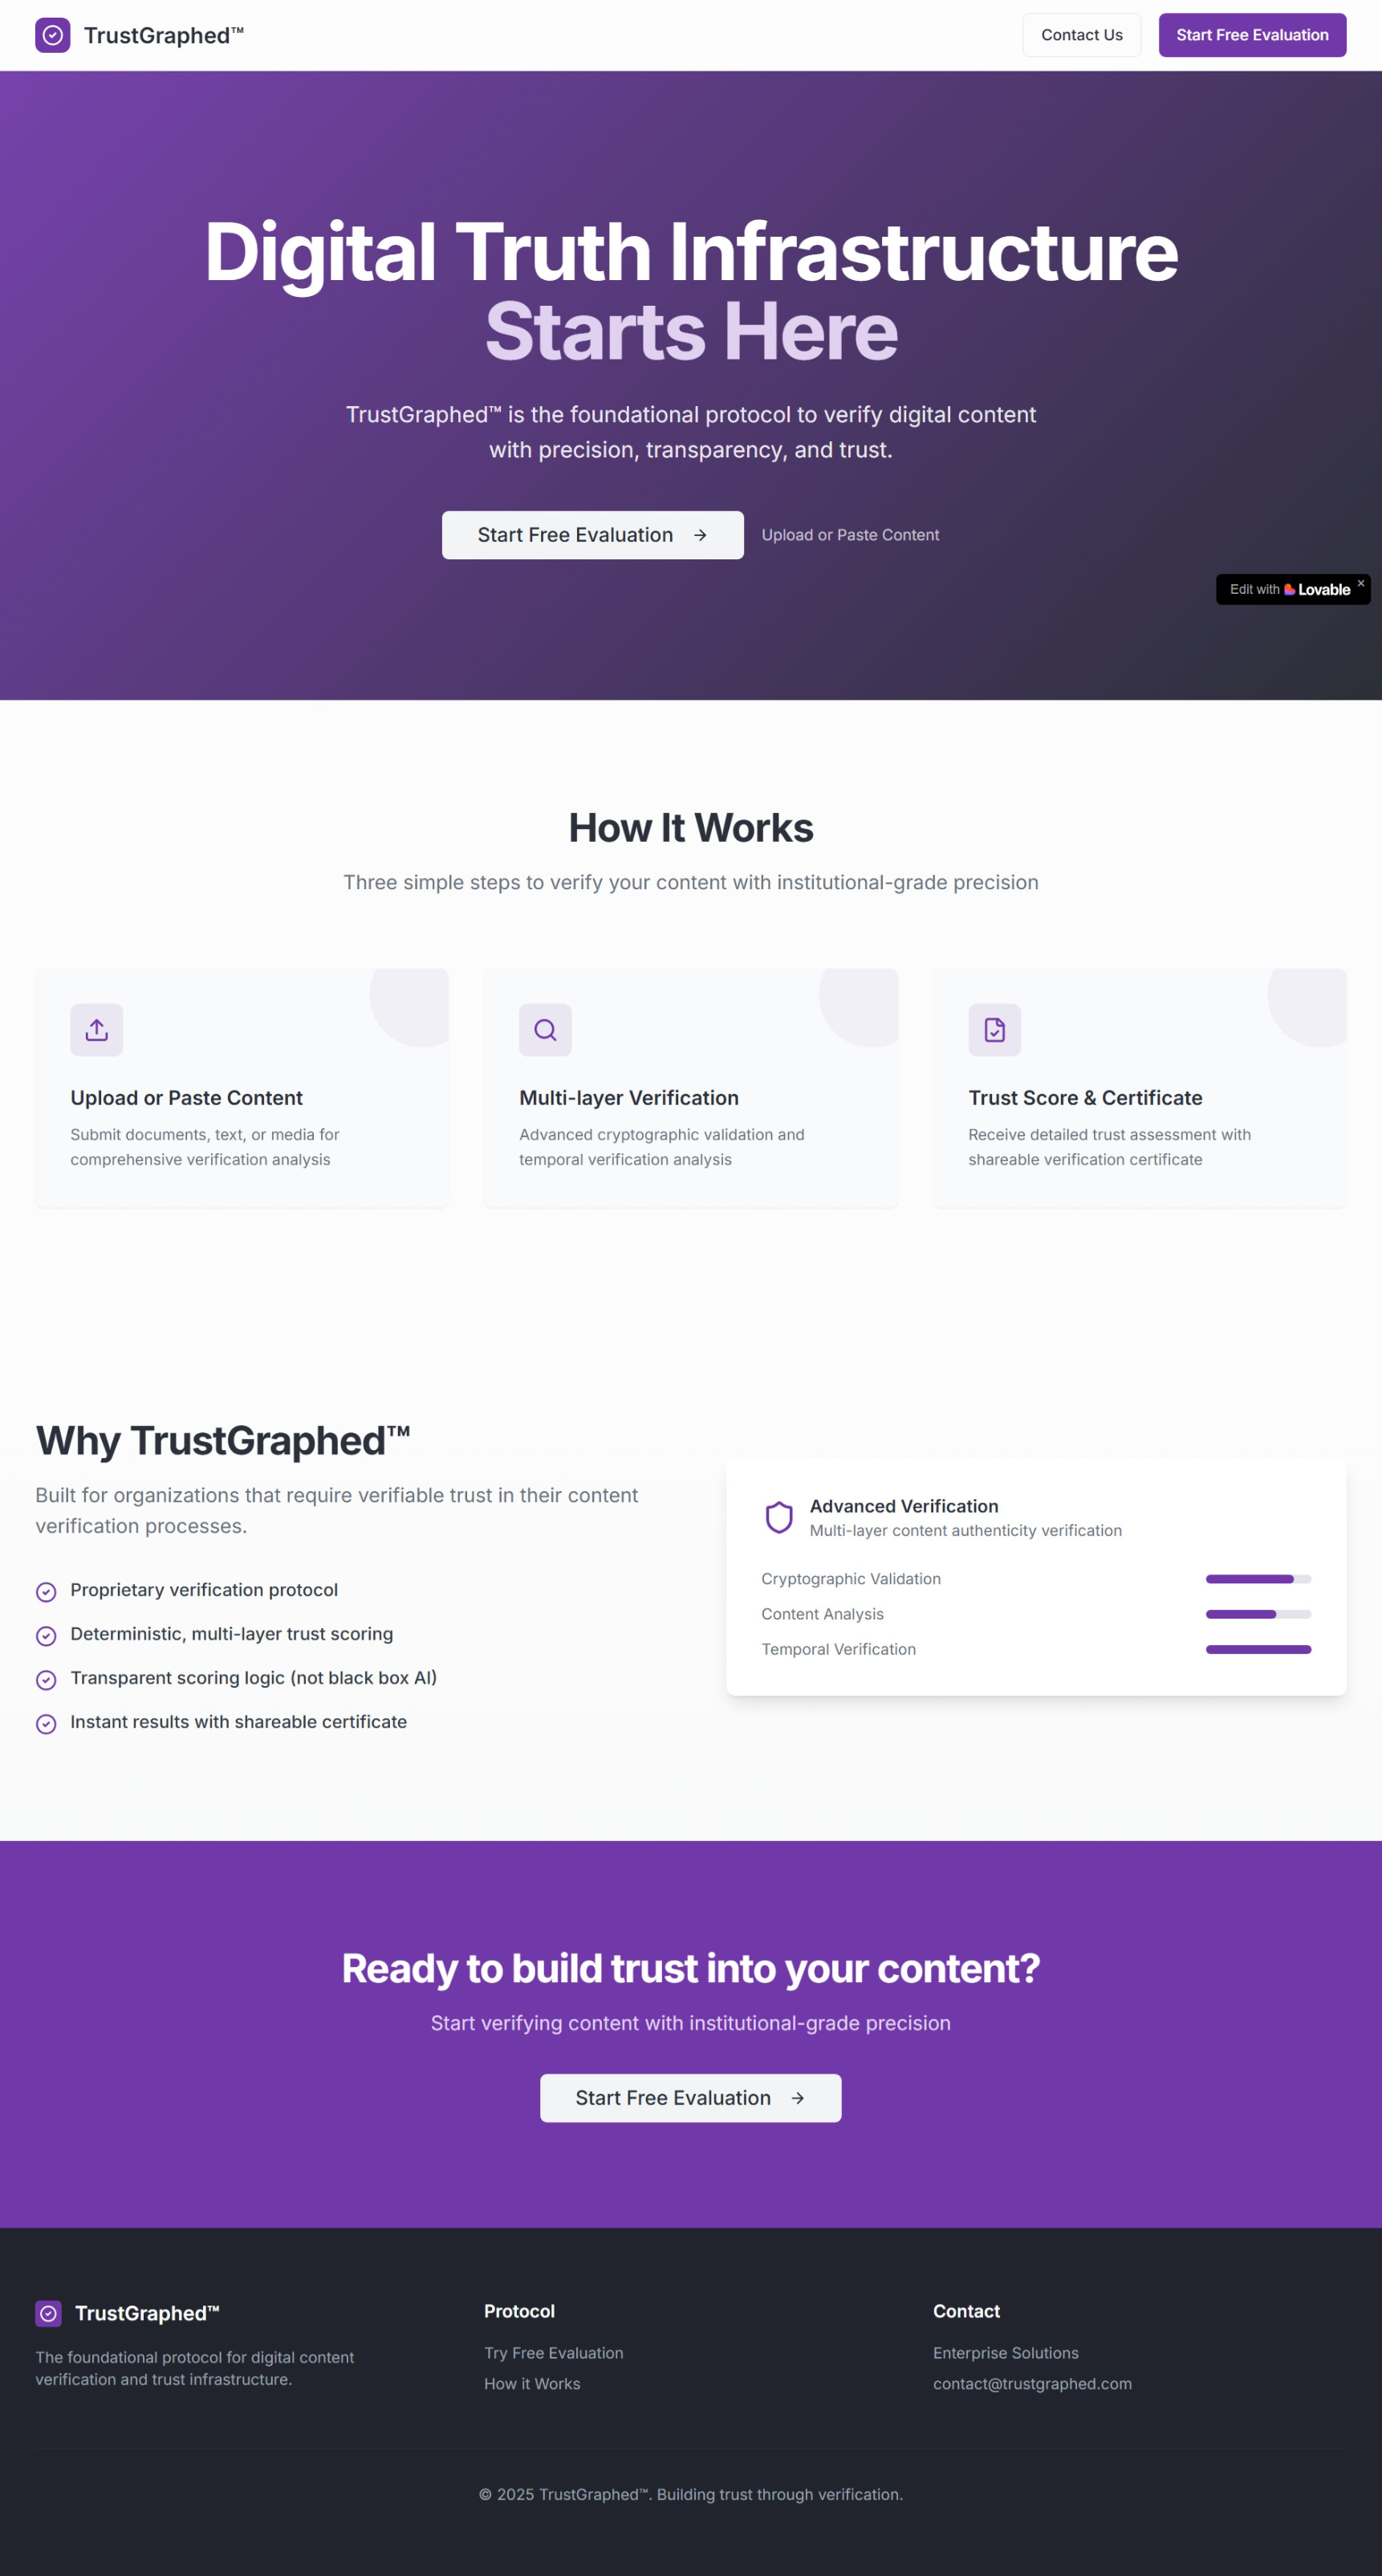 TrustGraphed™
Contact Us
Start Free Evaluation
Digital Truth Infrastructure
Starts Here
TrustGraphed™ is the foundational protocol to verify digital content
with precision, transparency, and trust.
Start Free Evaluation →
Upload or Paste Content
Edit with Lovable ×
How It Works
Three simple steps to verify your content with institutional-grade precision
Upload or Paste Content
Submit documents, text, or media for
comprehensive verification analysis
Multi-layer Verification
Advanced cryptographic validation and
temporal verification analysis
Trust Score & Certificate
Receive detailed trust assessment with
shareable verification certificate
Why TrustGraphed™
Built for organizations that require verifiable trust in their content
verification processes.
Proprietary verification protocol
Deterministic, multi-layer trust scoring
Transparent scoring logic (not black box AI)
Instant results with shareable certificate
Advanced Verification
Multi-layer content authenticity verification
Cryptographic Validation
Content Analysis
Temporal Verification
Ready to build trust into your content?
Start verifying content with institutional-grade precision
Start Free Evaluation →
TrustGraphed™
The foundational protocol for digital content
verification and trust infrastructure.
Protocol
Try Free Evaluation
How it Works
Contact
Enterprise Solutions
contact@trustgraphed.com
© 2025 TrustGraphed™. Building trust through verification.